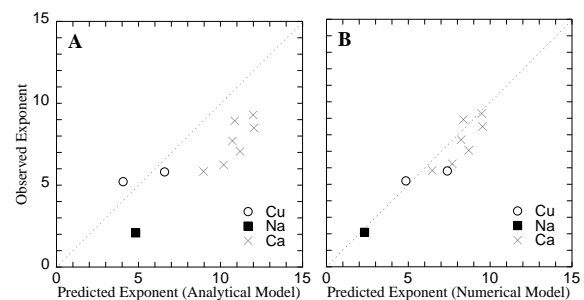 15
10
5
0
Observed Exponent
A
Cu
Na
Ca
0 5 10 15
Predicted Exponent (Analytical Model)
B
Cu
Na
Ca
0 5 10 15
Predicted Exponent (Numerical Model)